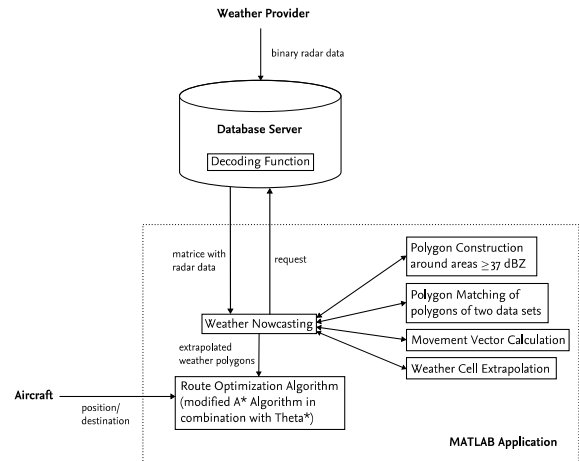 Weather Provider
binary radar data
Database Server
Decoding Function
matrice with
radar data
request
Polygon Construction
around areas ≥37 dBZ
Polygon Matching of
polygons of two data sets
Weather Nowcasting
Movement Vector Calculation
extrapolated
weather polygons
Weather Cell Extrapolation
Route Optimization Algorithm
(modified A* Algorithm in
combination with Theta*)
Aircraft
position/
destination
MATLAB Application